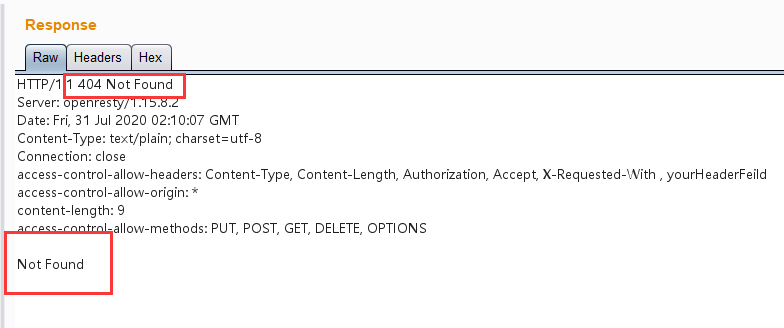 Response
Raw Headers Hex
HTTP/1.1 404 Not Found
Server: openresty/1.15.8.2
Date: Fri, 31 Jul 2020 02:10:07 GMT
Content-Type: text/plain; charset=utf-8
Connection: close
access-control-allow-headers: Content-Type, Content-Length, Authorization, Accept, X-Requested-With , yourHeaderFeild
access-control-allow-origin: *
content-length: 9
access-control-allow-methods: PUT, POST, GET, DELETE, OPTIONS
Not Found